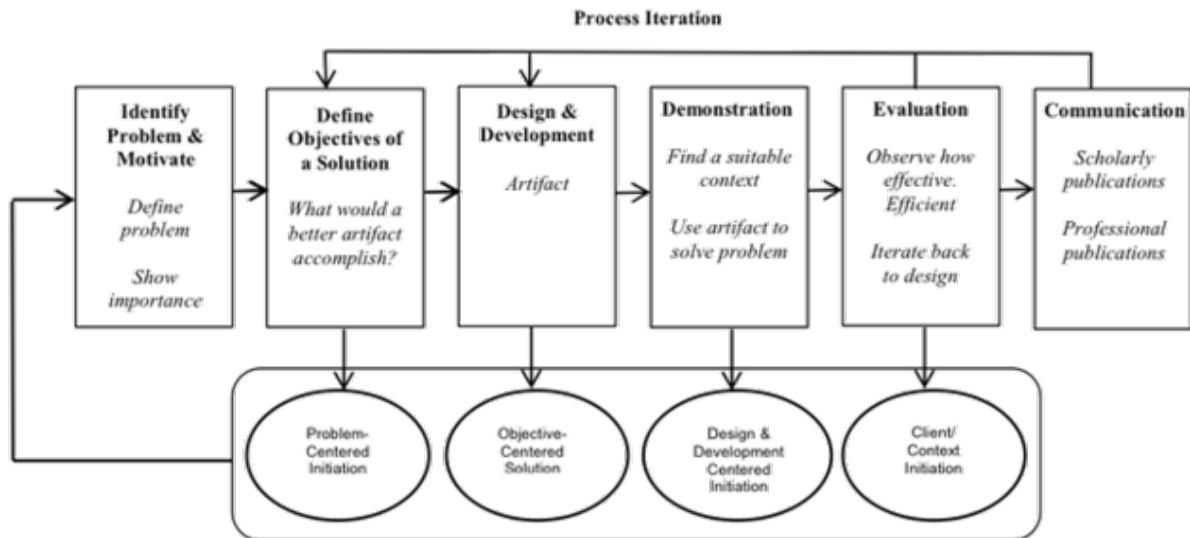 Process Iteration
Identify
Problem &
Motivate
Define
problem
Show
importance
Define
Objectives of
a Solution
What would a
better artifact
accomplish?
Design &
Development
Artifact
Demonstration
Find a suitable
context
Use artifact to
solve problem
Evaluation
Observe how
effective.
Efficient
Iterate back
to design
Communication
Scholarly
publications
Professional
publications
Problem-
Centered
Initiation
Objective-
Centered
Solution
Design &
Development
Centered
Initiation
Client/
Context
Initiation